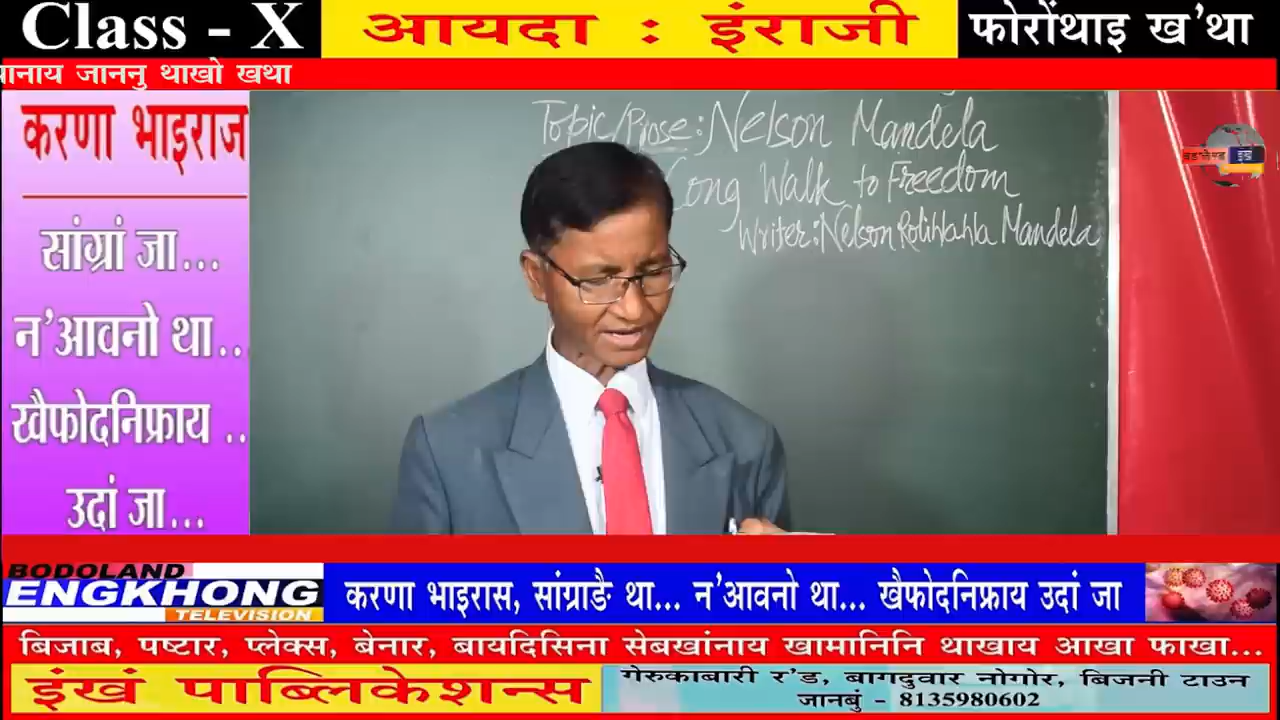 Class - X
आयदा : इंराजी
फोरोंथाइ ख'था
थानाय जाननु थाखो खथा
करणा भाइराज
सांग्रां जा...
न'आवनो था...
खैफोदनिफ्राय ..
उदां जा...
Topic/Prose: Nelson Mandela
Long Walk to Freedom
Writer: Nelson Rolihlahla Mandela
BODOLAND
ENGKHONG
TELEVISION
करणा भाइरास, सांग्राङै था... न'आवनो था... खैफोदनिफ्राय उदां जा
बिजाब, पष्टार, प्लेक्स, बेनार, बायदिसिना सेबखांनाय खामानिनि थाखाय आखा फाखा...
इंखं पाब्लिकेशन्स
गेरुकाबारी र'ड, बागदुवार नोगोर, बिजनी टाउन
जानबुं - 8135980602